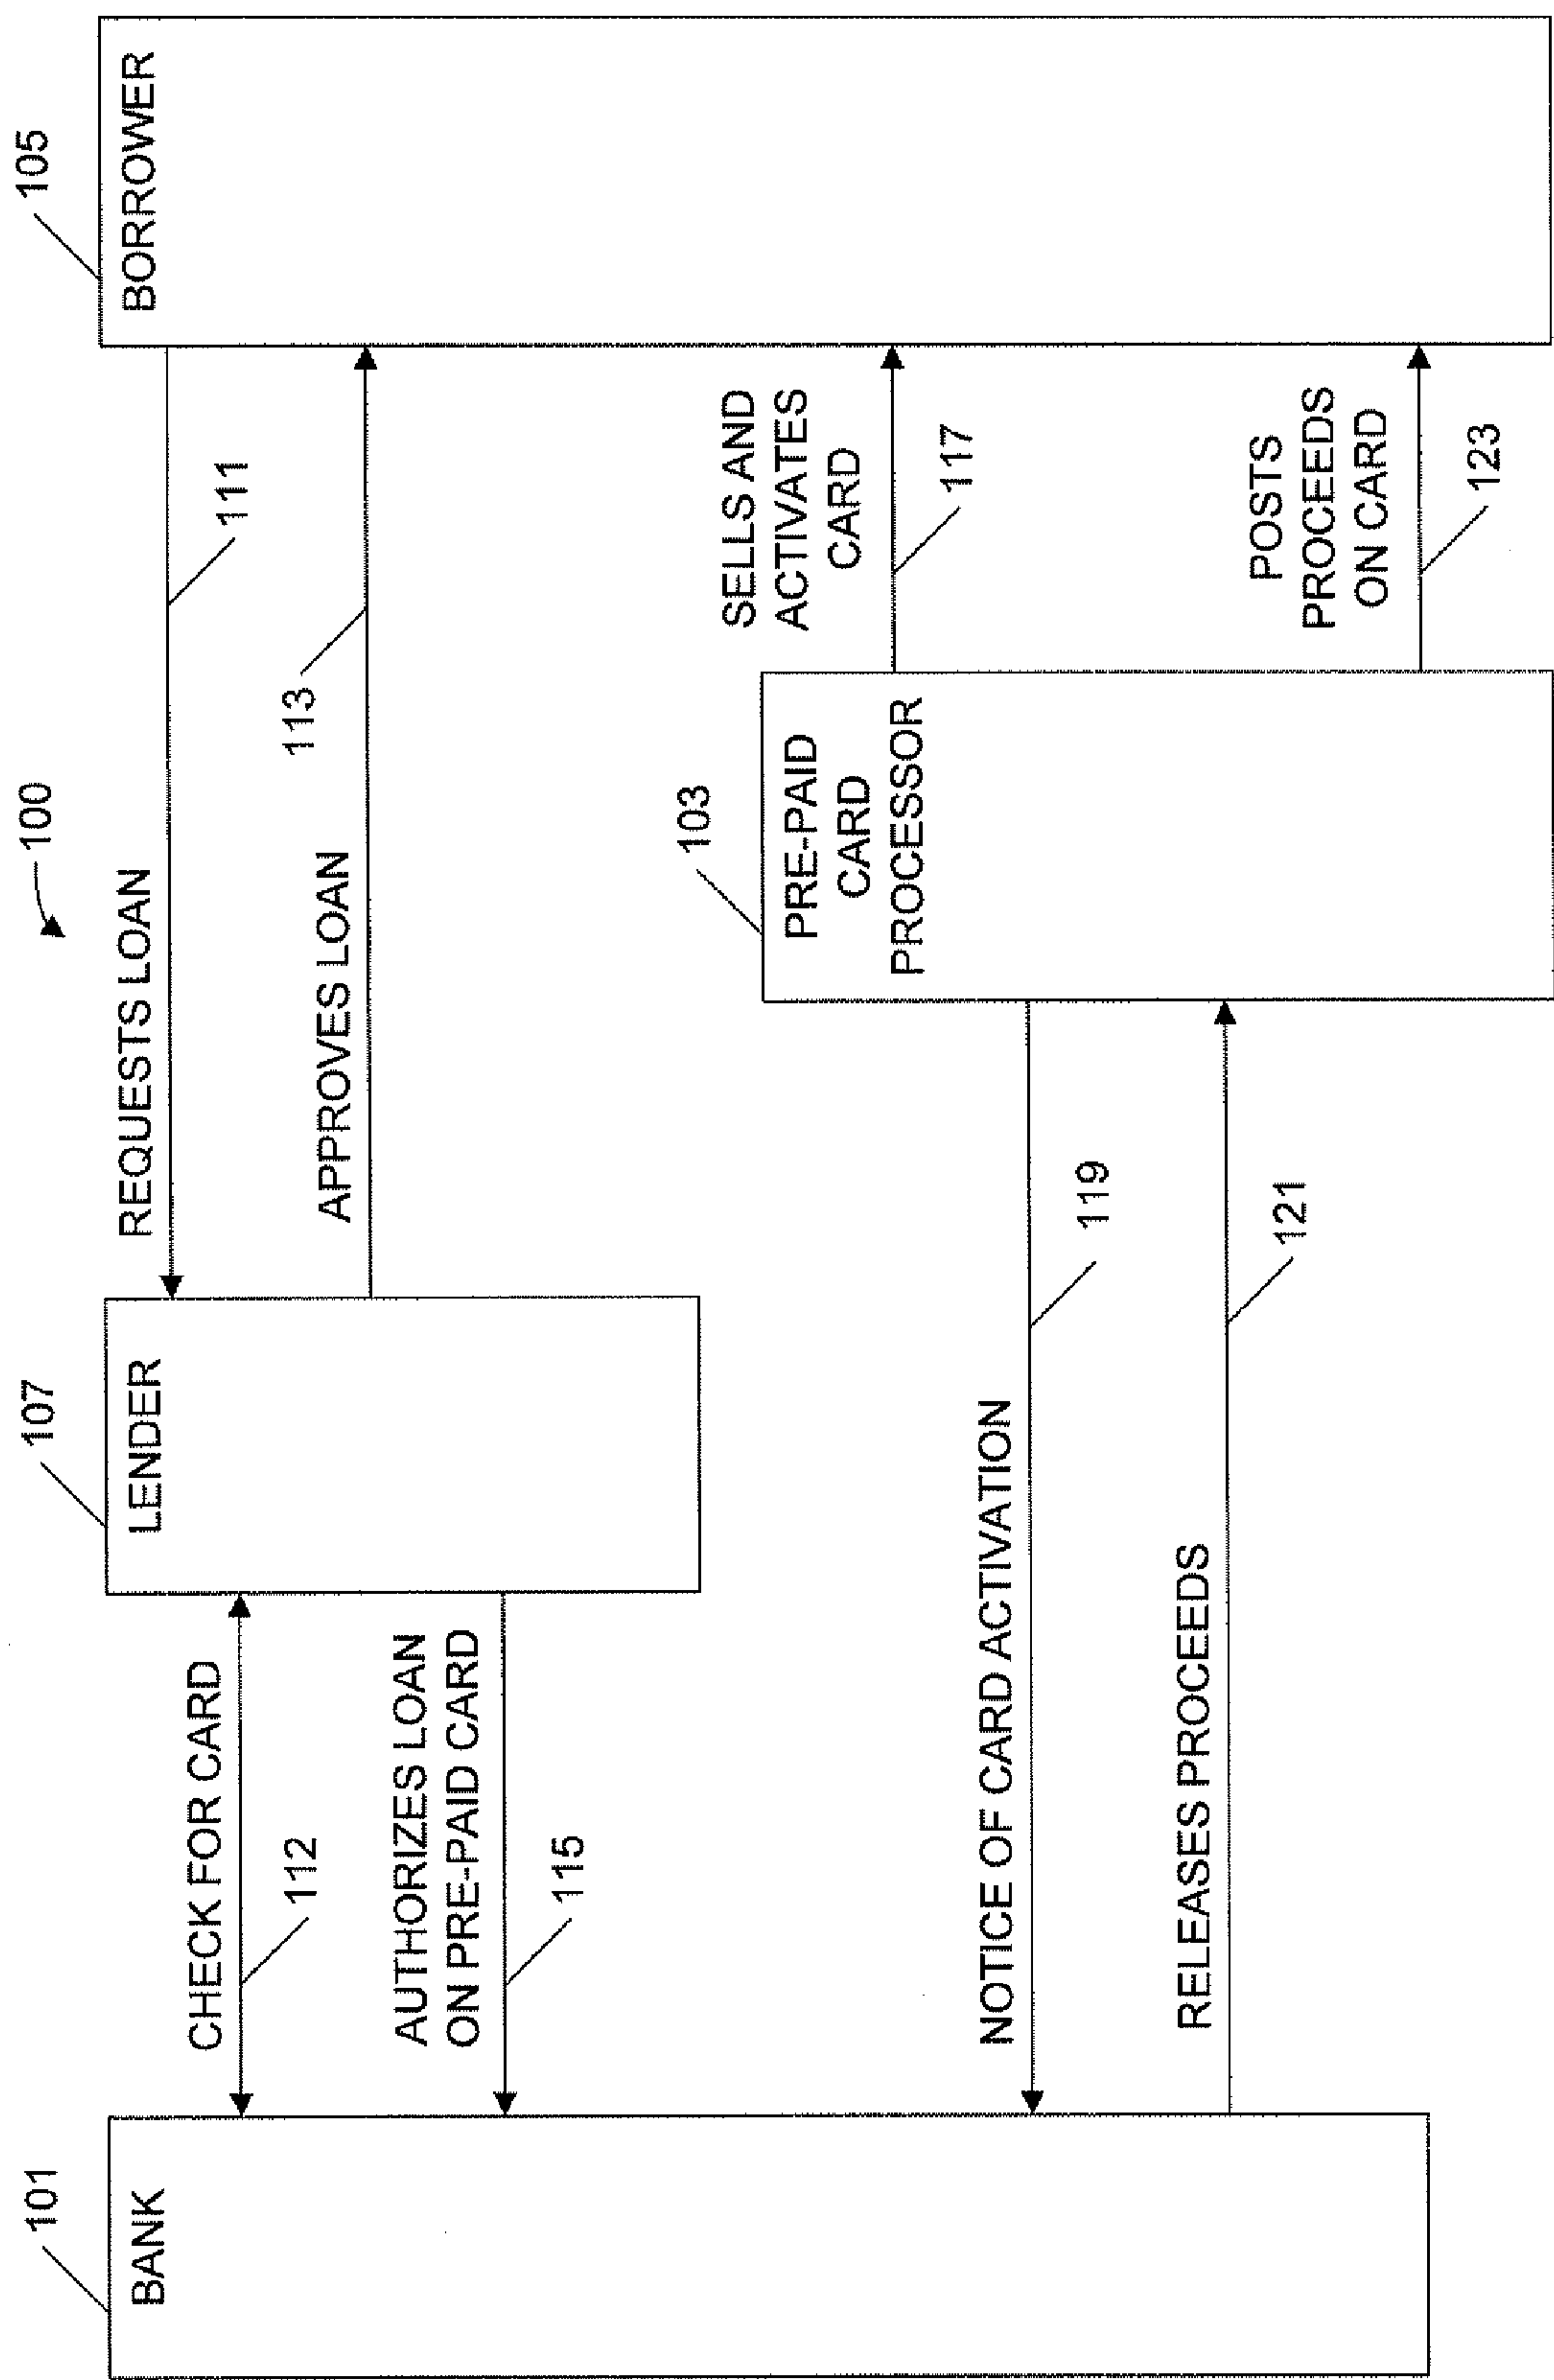 100
101
BANK
107
LENDER
105
BORROWER
REQUESTS LOAN
111
CHECK FOR CARD
112
APPROVES LOAN
113
AUTHORIZES LOAN
ON PRE-PAID CARD
115
103
PRE-PAID
CARD
PROCESSOR
SELLS AND
ACTIVATES
CARD
117
NOTICE OF CARD ACTIVATION
119
RELEASES PROCEEDS
121
POSTS
PROCEEDS
ON CARD
123